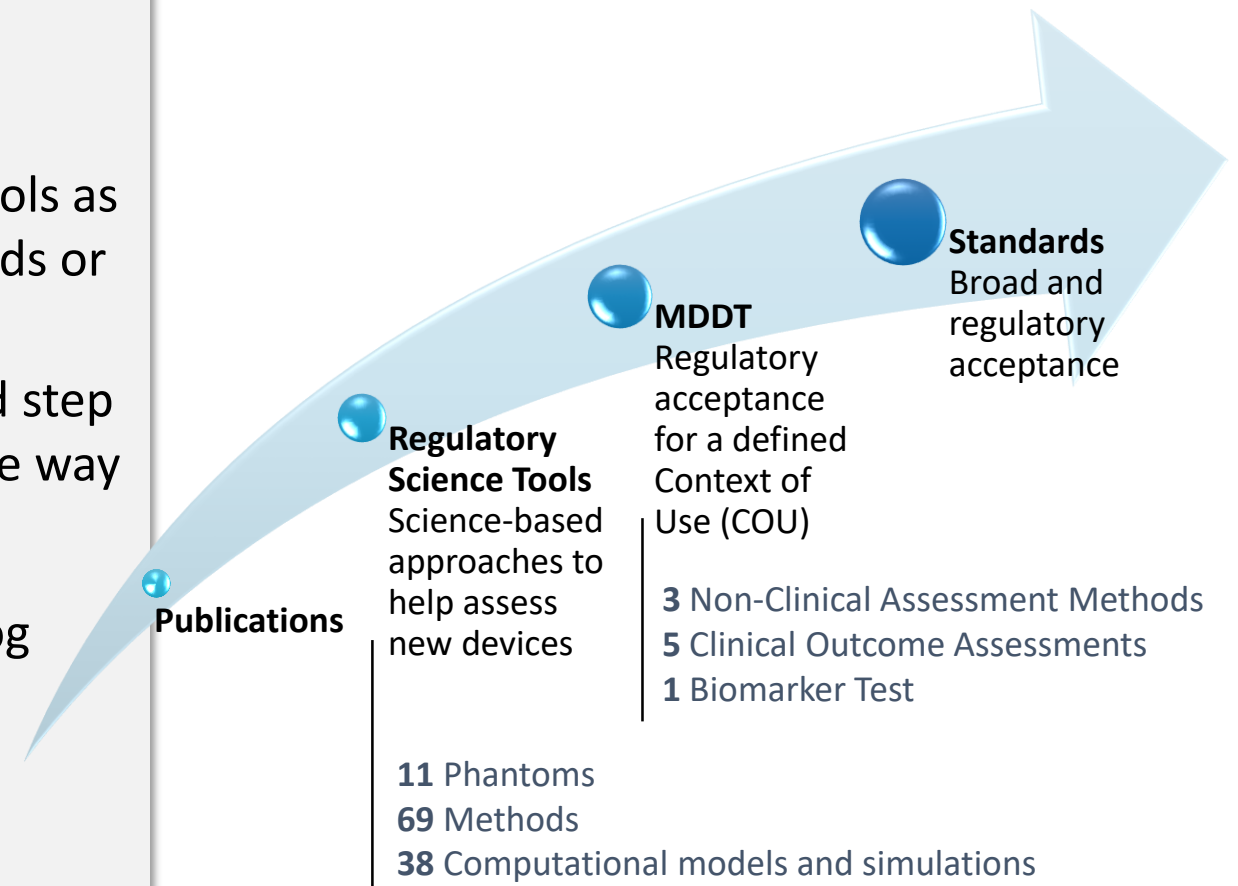 ols as
ds or
d step
e way
og
Standards
Broad and
regulatory
acceptance
MDDT
Regulatory
acceptance
for a defined
Context of
Use (COU)
Regulatory
Science Tools
Science-based
approaches to
help assess
new devices
Publications
3 Non-Clinical Assessment Methods
5 Clinical Outcome Assessments
1 Biomarker Test
11 Phantoms
69 Methods
38 Computational models and simulations